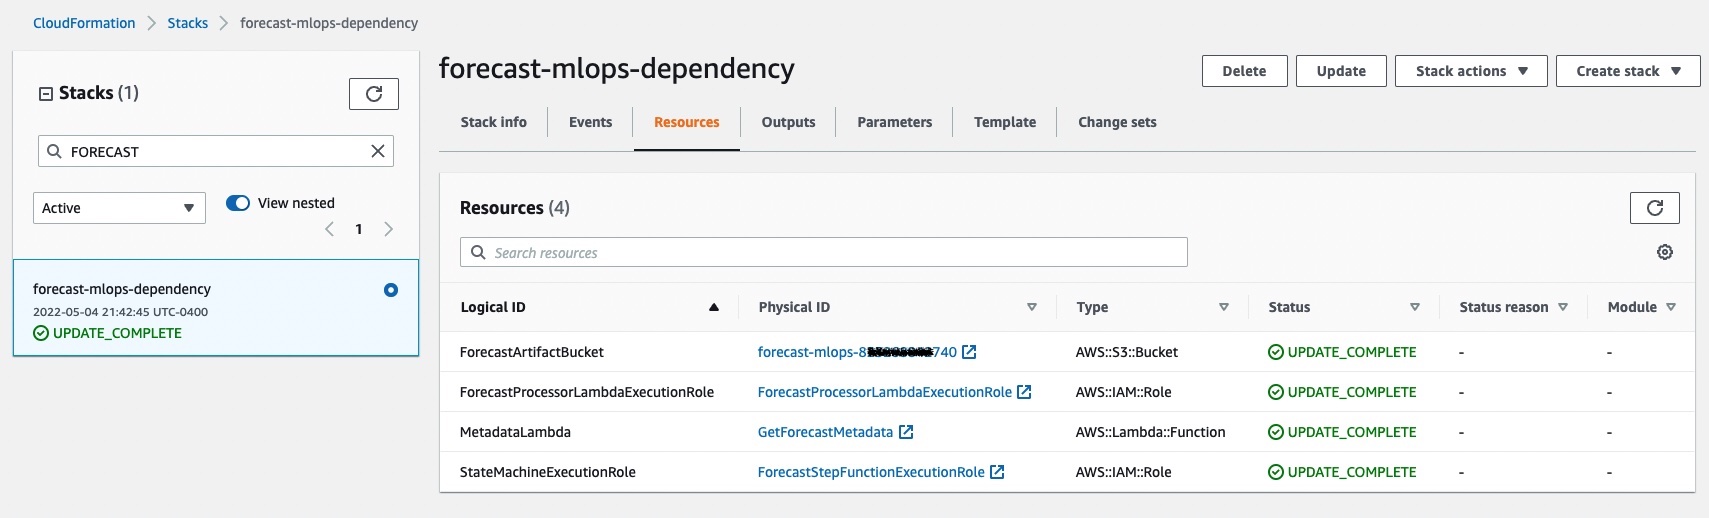 CloudFormation > Stacks > forecast-mlops-dependency
Stacks (1)
FORECAST
Active
View nested
1
forecast-mlops-dependency
2022-05-04 21:42:45 UTC-0400
UPDATE_COMPLETE
forecast-mlops-dependency
Delete Update Stack actions Create stack
Stack info Events Resources Outputs Parameters Template Change sets
Resources (4)
Search resources
Logical ID Physical ID Type Status Status reason Module
ForecastArtifactBucket forecast-mlops-8 740 AWS::S3::Bucket UPDATE_COMPLETE - -
ForecastProcessorLambdaExecutionRole ForecastProcessorLambdaExecutionRole AWS::IAM::Role UPDATE_COMPLETE - -
MetadataLambda GetForecastMetadata AWS::Lambda::Function UPDATE_COMPLETE - -
StateMachineExecutionRole ForecastStepFunctionExecutionRole AWS::IAM::Role UPDATE_COMPLETE - -